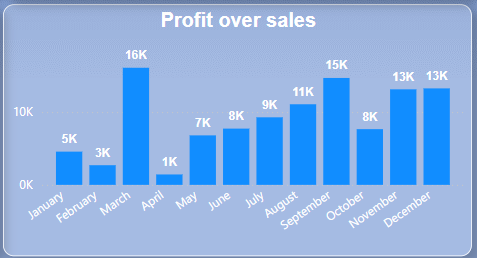 Profit over sales
16K
15K
13K
13K
11K
10K
9K
8K
8K
7K
5K
3K
1K
0K
January
February
March
April
May
June
July
August
September
October
November
December